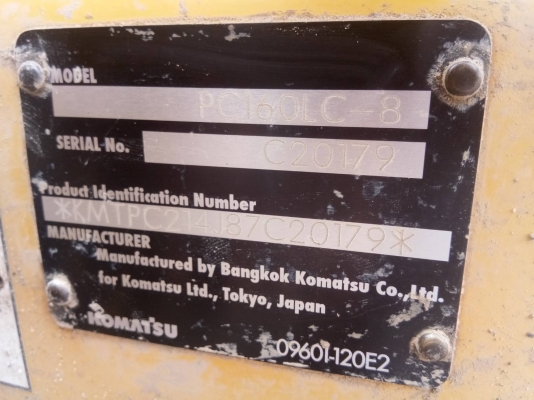 MODEL
PC160LC-8
SERIAL No.
C20179
Product Identification Number
*KMTPC214J87C20179*
MANUFACTURER
Manufactured by Bangkok Komatsu Co.,Ltd.
for Komatsu Ltd., Tokyo, Japan
KOMATSU
09601-120E2